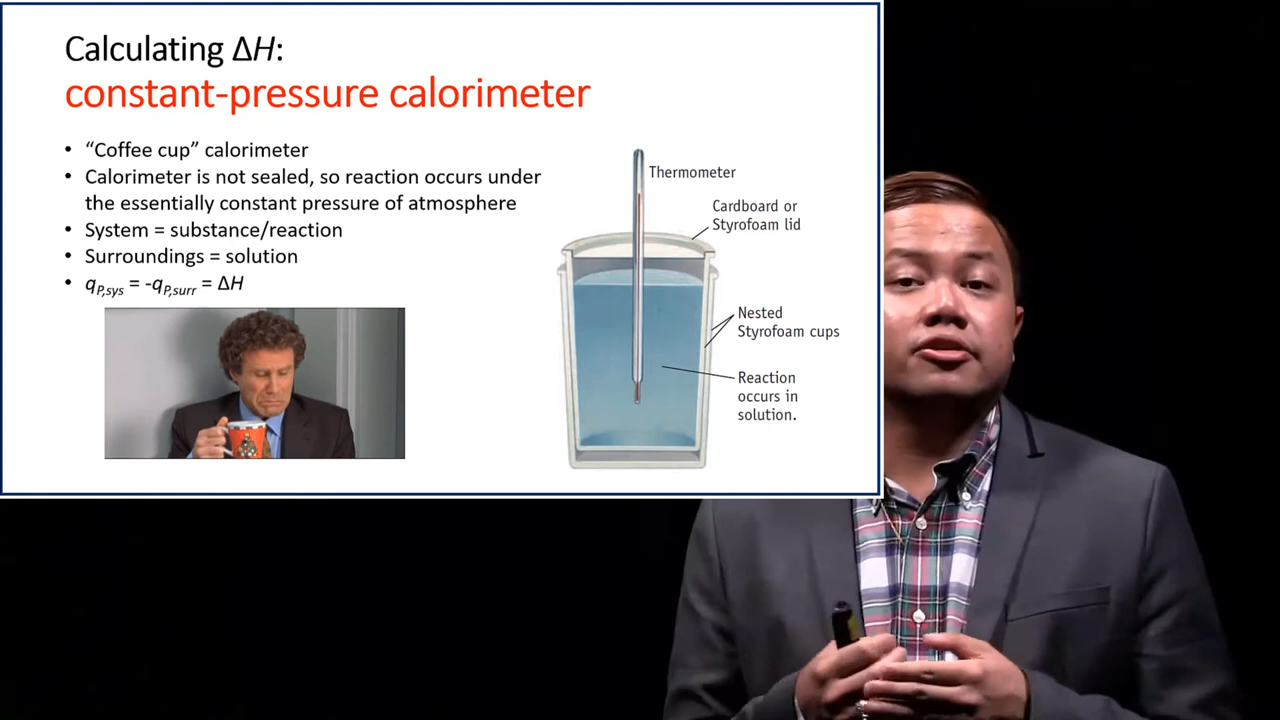 Calculating ΔH:
constant-pressure calorimeter
• “Coffee cup” calorimeter
• Calorimeter is not sealed, so reaction occurs under
the essentially constant pressure of atmosphere
• System = substance/reaction
• Surroundings = solution
• qP,sys = -qP,surr = ΔH
Thermometer
Cardboard or
Styrofoam lid
Nested
Styrofoam cups
Reaction
occurs in
solution.